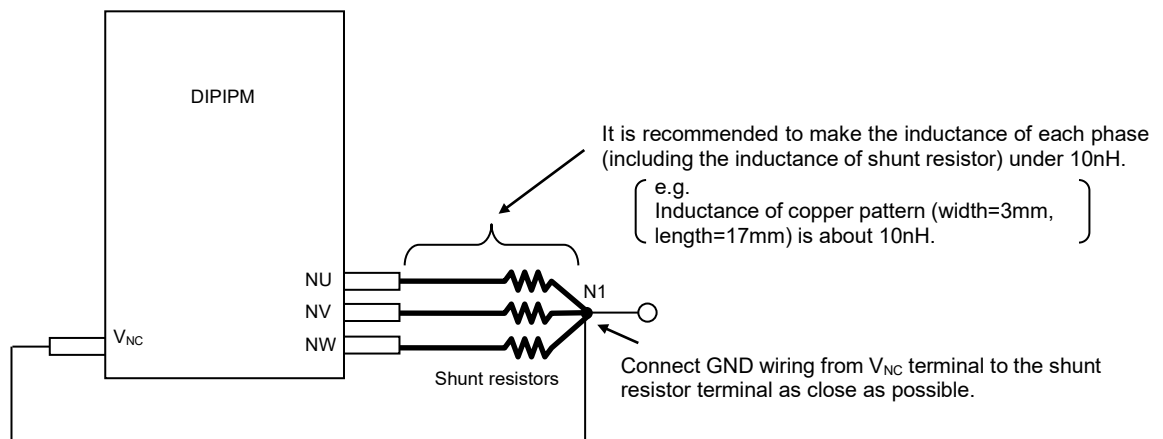 DIPIPM
It is recommended to make the inductance of each phase
(including the inductance of shunt resistor) under 10nH.
e.g.
Inductance of copper pattern (width=3mm,
length=17mm) is about 10nH.
NU
N1
NV
VNC
NW
Shunt resistors
Connect GND wiring from VNC terminal to the shunt
resistor terminal as close as possible.